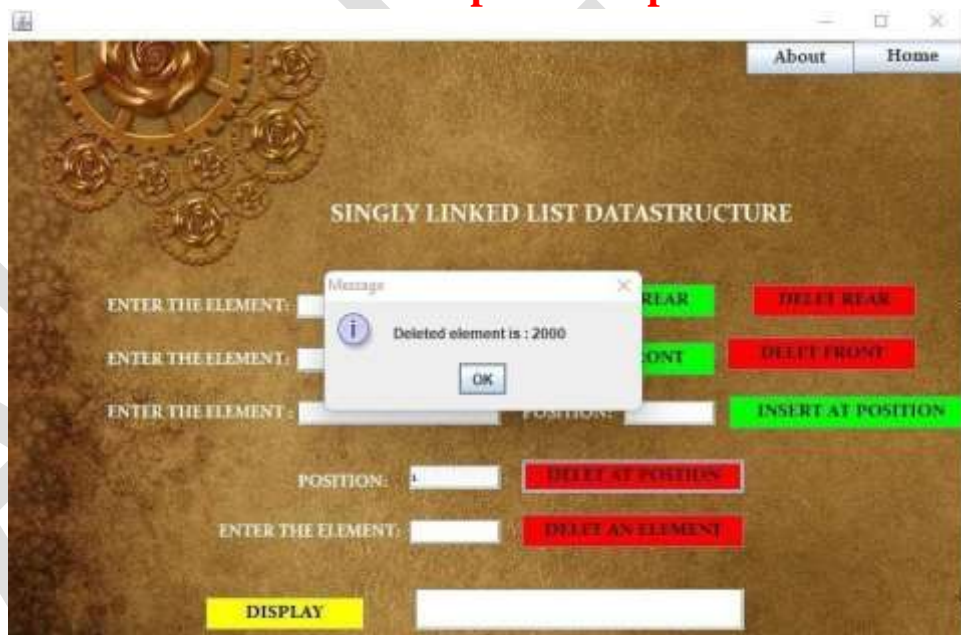 About Home
SINGLY LINKED LIST DATASTRUCTURE
Message
ENTER THE ELEMENT: REAR DELET REAR
Deleted element is : 2000
ENTER THE ELEMENT: ONT DELET FRONT
OK
ENTER THE ELEMENT : POSITION: INSERT AT POSITION
POSITION: DELET AT POSTION
ENTER THE ELEMENT: DELET AN ELEMENT
DISPLAY